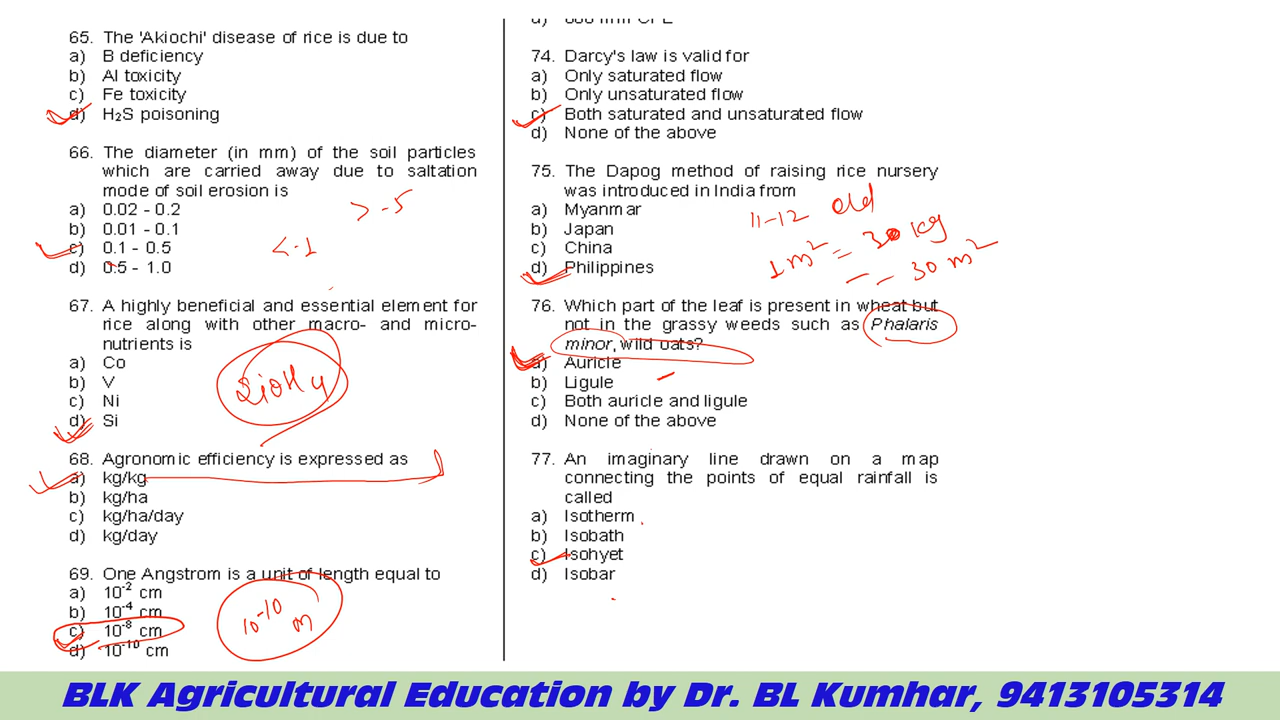 65. The 'Akiochi' disease of rice is due to
a) B deficiency
b) Al toxicity
c) Fe toxicity
d) H₂S poisoning
66. The diameter (in mm) of the soil particles
which are carried away due to saltation
mode of soil erosion is
> .5
a) 0.02 - 0.2
b) 0.01 - 0.1
c) 0.1 - 0.5
< .1
d) 0.5 - 1.0
67. A highly beneficial and essential element for
rice along with other macro- and micro-
nutrients is
a) Co
b) V
c) Ni
d) Si
SiOH4
68. Agronomic efficiency is expressed as
a) kg/kg
b) kg/ha
c) kg/ha/day
d) kg/day
69. One Angstrom is a unit of length equal to
a) 10⁻² cm
b) 10⁻⁴ cm
c) 10⁻⁸ cm
d) 10⁻¹⁰ cm
10⁻¹⁰ m
74. Darcy's law is valid for
a) Only saturated flow
b) Only unsaturated flow
c) Both saturated and unsaturated flow
d) None of the above
75. The Dapog method of raising rice nursery
was introduced in India from
a) Myanmar
b) Japan
c) China
d) Philippines
11-12 old
1 m² = 30 kg
30 m²
76. Which part of the leaf is present in wheat but
not in the grassy weeds such as Phalaris
minor, wild oats?
a) Auricle
b) Ligule
c) Both auricle and ligule
d) None of the above
77. An imaginary line drawn on a map
connecting the points of equal rainfall is
called
a) Isotherm
b) Isobath
c) Isohyet
d) Isobar
BLK Agricultural Education by Dr. BL Kumhar, 9413105314